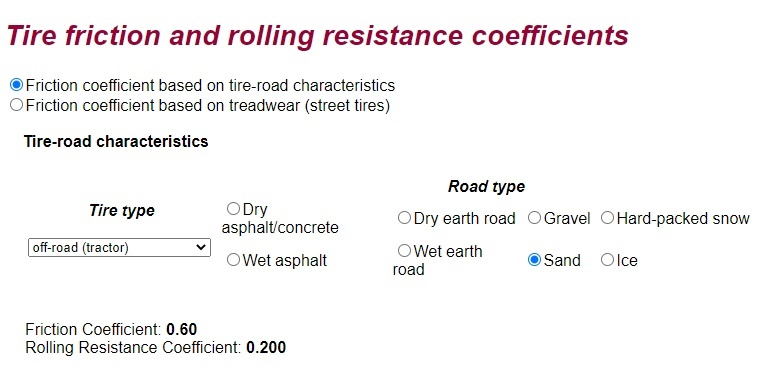 Tire friction and rolling resistance coefficients
Friction coefficient based on tire-road characteristics
Friction coefficient based on treadwear (street tires)
Tire-road characteristics
Road type
Tire type
Dry asphalt/concrete
Dry earth road
Gravel
Hard-packed snow
off-road (tractor)
Wet asphalt
Wet earth road
Sand
Ice
Friction Coefficient: 0.60
Rolling Resistance Coefficient: 0.200